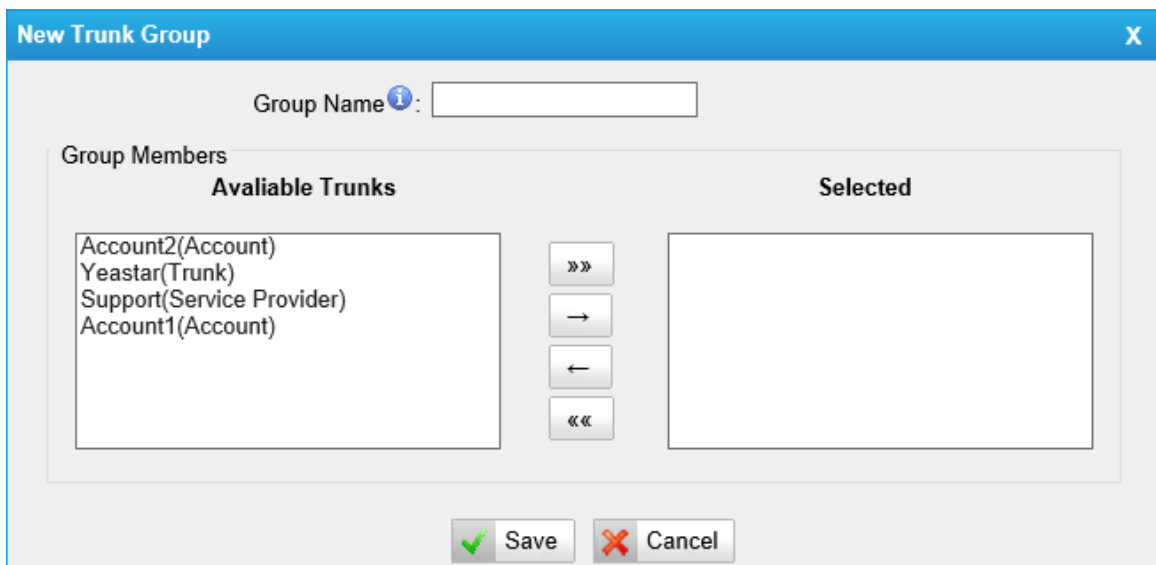 New Trunk Group X
Group Name i :
Group Members
Avaliable Trunks Selected
Account2(Account)
Yeastar(Trunk)
Support(Service Provider)
Account1(Account)
»»
→
←
««
Save Cancel